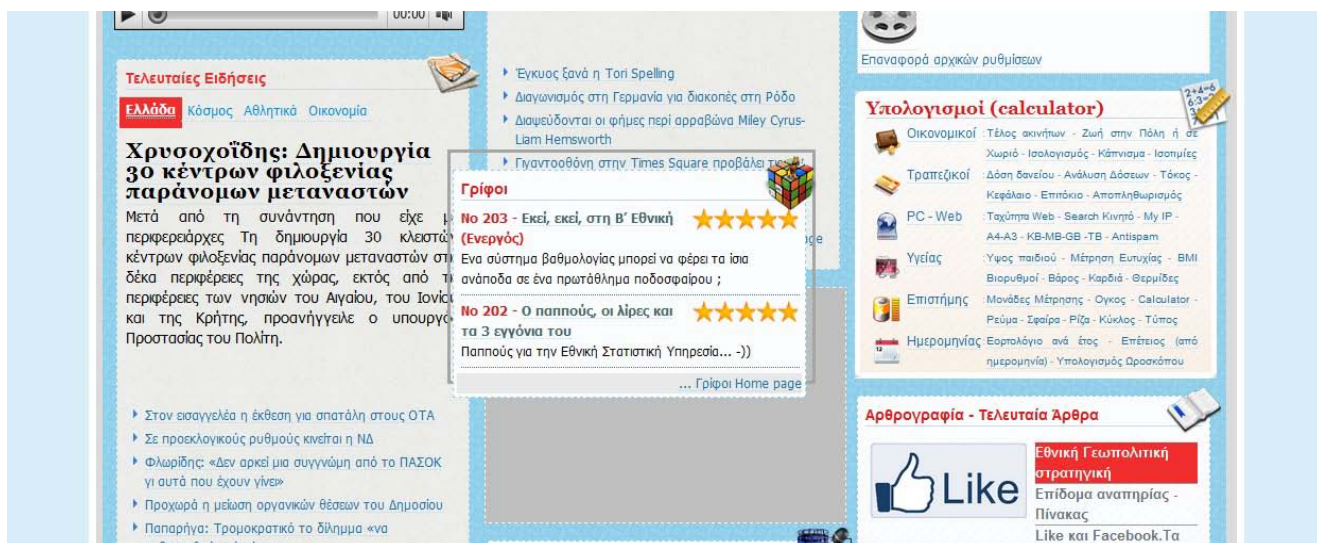 00:00
Τελευταίες Ειδήσεις
Ελλάδα Κόσμος Αθλητικά Οικονομία
Χρυσοχοΐδης: Δημιουργία
30 κέντρων φιλοξενίας
παράνομων μεταναστών
Μετά από τη συνάντηση που είχε
περιφερειάρχες Τη δημιουργία 30 κλειστών
κέντρων φιλοξενίας παράνομων μεταναστών
δέκα περιφέρειες της χώρας, εκτός από
περιφέρειες των νησιών του Αιγαίου, του Ιονίου
και της Κρήτης, προανήγγειλε ο υπουργός
Προστασίας του Πολίτη.
Στον εισαγγελέα η έκθεση για σπατάλη στους ΟΤΑ
Σε προεκλογικούς ρυθμούς κινείται η ΝΔ
Φλωρίδης: «Δεν αρκεί μια συγγνώμη από το ΠΑΣΟΚ
γι αυτά που έχουν γίνει»
Προχωρά η μείωση οργανικών θέσεων του Δημοσίου
Παπαρήγα: Τρομοκρατικό το δίλημμα «να
Έγκυος ξανά η Tori Spelling
Διαγωνισμός στη Γερμανία για διακοπές στη Ρόδο
Διαψεύδονται οι φήμες περί αρραβώνα Miley Cyrus-
Liam Hemsworth
Γιγαντοοθόνη στην Times Square προβάλει
Γρίφοι
No 203 - Εκεί, εκεί, στη Β' Εθνική
(Ενεργός)
Ενα σύστημα βαθμολογίας μπορεί να φέρει τα ίσια
ανάποδα σε ένα πρωτάθλημα ποδοσφαίρου ;
No 202 - Ο παππούς, οι λίρες και
τα 3 εγγόνια του
Παππούς για την Εθνική Στατιστική Υπηρεσία... -))
... Γρίφοι Home page
Επαναφορά αρχικών ρυθμίσεων
Υπολογισμοί (calculator)
Οικονομικοί :Τέλος ακινήτων - Ζωή στην Πόλη ή σε
Χωριό - Ισολογισμός - Κάπνισμα - Ισοτιμίες
Τραπεζικοί :Δόση δανείου - Ανάλυση Δόσεων - Τόκος -
Κεφάλαιο - Επιτόκιο - Αποπληθωρισμός
PC - Web :Ταχύτητα Web - Search Κινητό - My IP -
A4-A3 - KB-MB-GB -TB - Antispam
Υγείας :Υψος παιδιού - Μέτρηση Ευτυχίας - BMI
Βιορυθμοί - Βάρος - Καρδιά - Θερμίδες
Επιστήμης :Μονάδες Μέτρησης - Ογκος - Calculator -
Ρεύμα - Σφαίρα - Ρίζα - Κύκλος - Τύπος
Ημερομηνίας :Εορτολόγιο ανά έτος - Επέτειος (από
ημερομηνία) - Υπολογισμός Ωροσκόπου
Αρθρογραφία - Τελευταία Άρθρα
Like
Εθνική Γεωπολιτική
στρατηγική
Επίδομα αναπηρίας -
Πίνακας
Like και Facebook.Τα